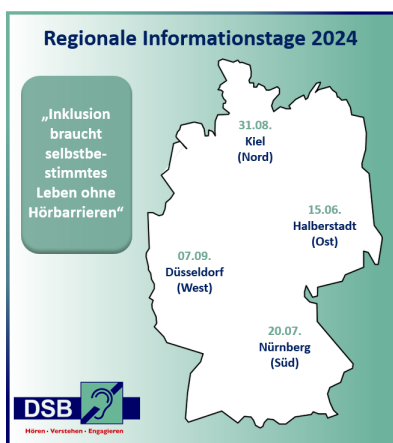 Regionale Informationstage 2024
„Inklusion
braucht
selbstbe-
stimmtes
Leben ohne
Hörbarrieren“
31.08.
Kiel
(Nord)
15.06.
Halberstadt
(Ost)
07.09.
Düsseldorf
(West)
20.07.
Nürnberg
(Süd)
DSB
Hören • Verstehen • Engagieren